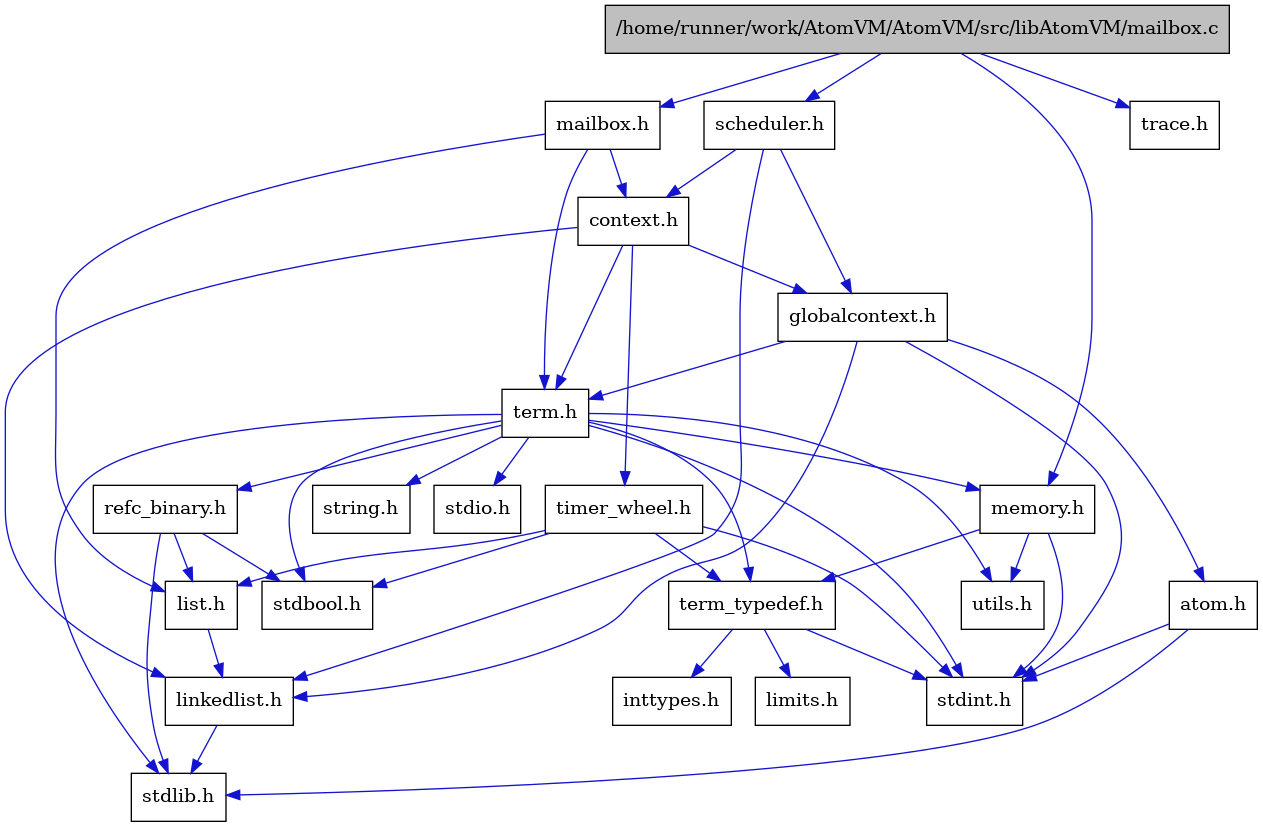 /home/runner/work/AtomVM/AtomVM/src/libAtomVM/mailbox.c
mailbox.h
scheduler.h
trace.h
context.h
globalcontext.h
term.h
refc_binary.h
string.h
stdio.h
timer_wheel.h
memory.h
list.h
stdbool.h
term_typedef.h
utils.h
atom.h
linkedlist.h
inttypes.h
limits.h
stdint.h
stdlib.h